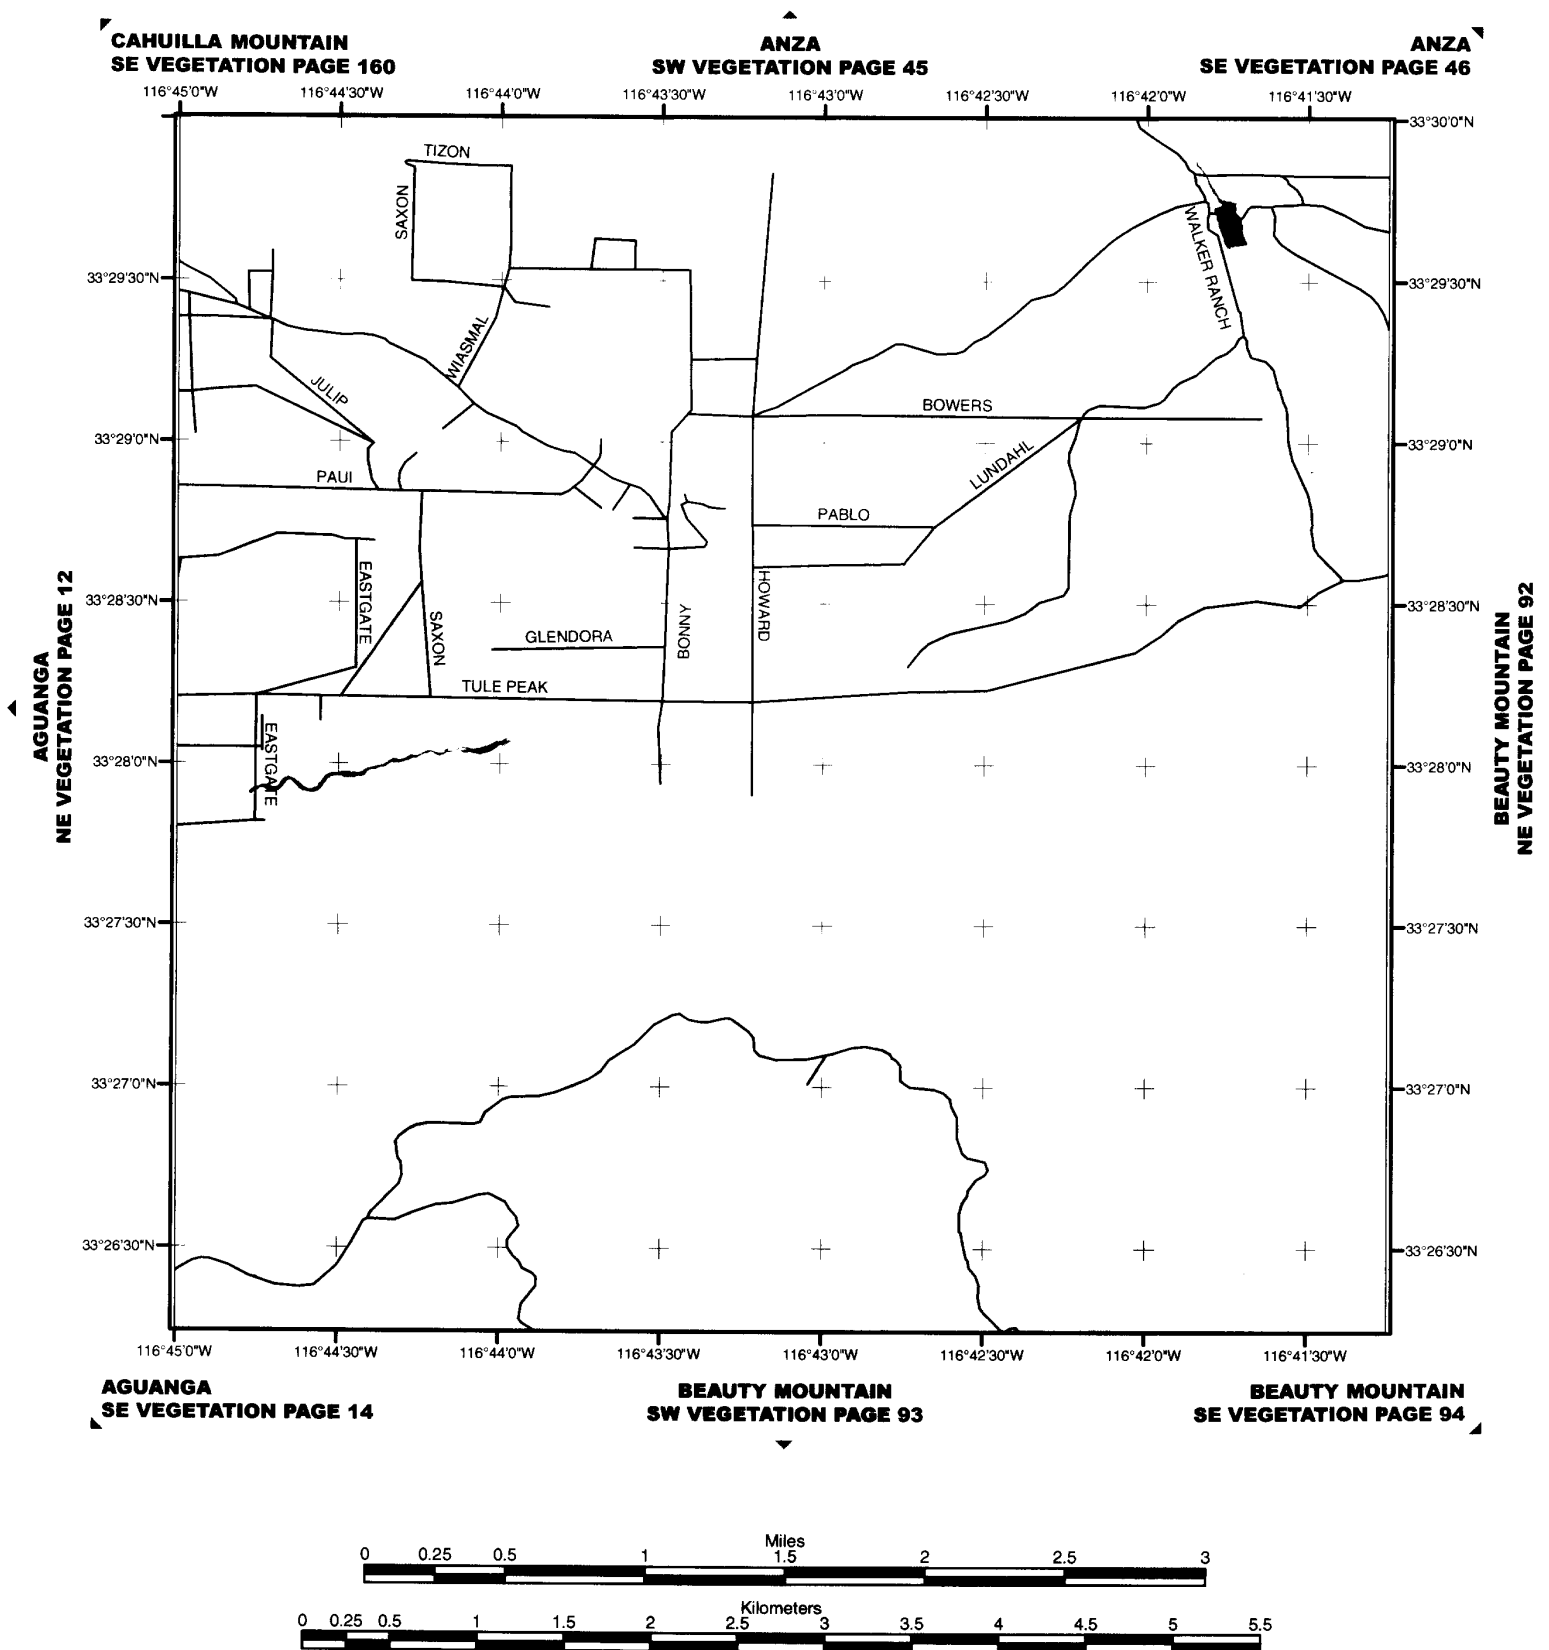 CAHUILLA MOUNTAIN
SE VEGETATION PAGE 160
ANZA
SW VEGETATION PAGE 45
ANZA
SE VEGETATION PAGE 46
116°45'0"W
116°44'30"W
116°44'0"W
116°43'30"W
116°43'0"W
116°42'30"W
116°42'0"W
116°41'30"W
33°30'0"N
TIZON
SAXON
WALKER RANCH
33°29'30"N
33°29'30"N
WIASMAL
JULIP
BOWERS
33°29'0"N
33°29'0"N
LUNDAHL
PAUI
PABLO
EASTGATE
HOWARD
33°28'30"N
33°28'30"N
SAXON
BONNY
GLENDORA
TULE PEAK
AGUANGA
NE VEGETATION PAGE 12
BEAUTY MOUNTAIN
NE VEGETATION PAGE 92
EASTGATE
33°28'0"N
33°28'0"N
33°27'30"N
33°27'30"N
33°27'0"N
33°27'0"N
33°26'30"N
33°26'30"N
116°45'0"W
116°44'30"W
116°44'0"W
116°43'30"W
116°43'0"W
116°42'30"W
116°42'0"W
116°41'30"W
AGUANGA
SE VEGETATION PAGE 14
BEAUTY MOUNTAIN
SW VEGETATION PAGE 93
BEAUTY MOUNTAIN
SE VEGETATION PAGE 94
Miles
0 0.25 0.5 1 1.5 2 2.5 3
Kilometers
0 0.25 0.5 1 1.5 2 2.5 3 3.5 4 4.5 5 5.5